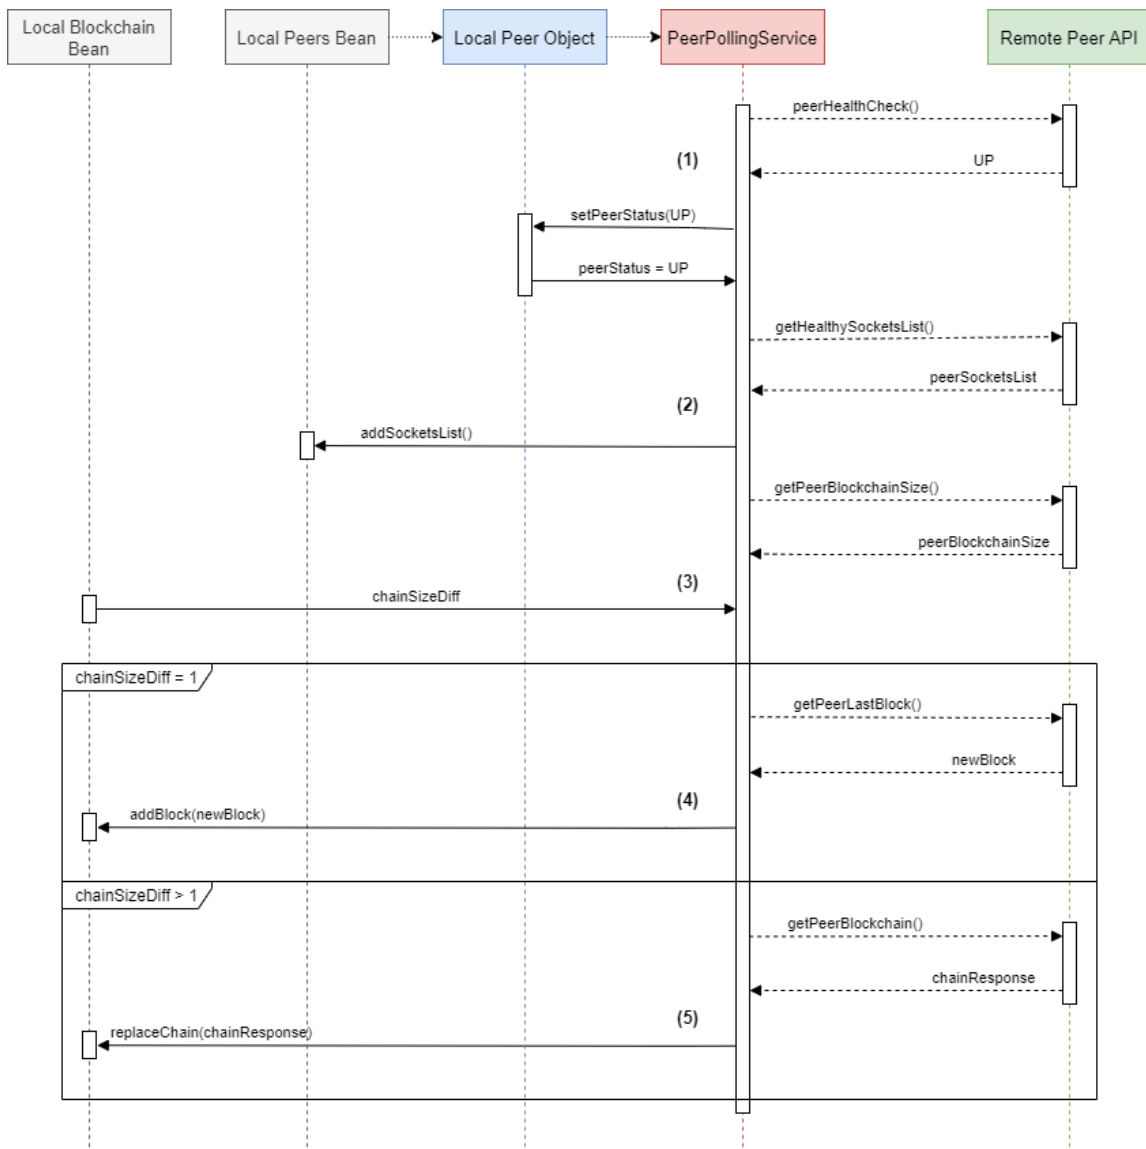 Local Blockchain
Bean
Local Peers Bean
Local Peer Object
PeerPollingService
Remote Peer API
peerHealthCheck()
(1)
UP
setPeerStatus(UP)
peerStatus = UP
getHealthySocketsList()
peerSocketsList
(2)
addSocketsList()
getPeerBlockchainSize()
peerBlockchainSize
(3)
chainSizeDiff
chainSizeDiff = 1
getPeerLastBlock()
newBlock
(4)
addBlock(newBlock)
chainSizeDiff > 1
getPeerBlockchain()
chainResponse
(5)
replaceChain(chainResponse)